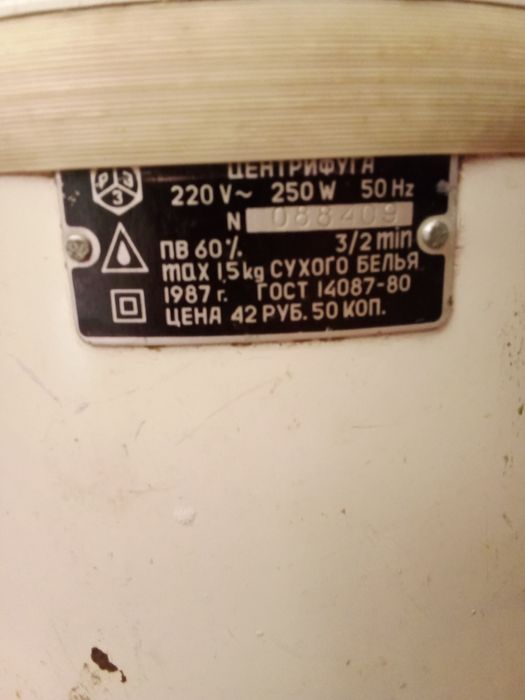 РЭЗ
ЦЕНТРИФУГА
220 V~ 250 W 50 Hz
N 088409
ПВ 60% 3/2 min
max 1,5 kg СУХОГО БЕЛЬЯ
1987 г. ГОСТ 14087-80
ЦЕНА 42 РУБ. 50 КОП.